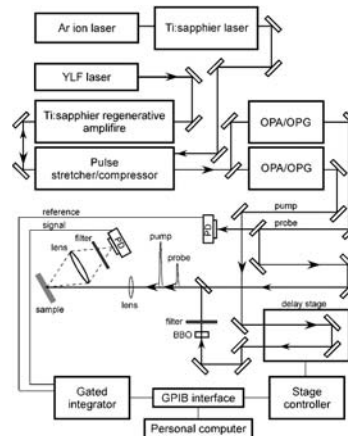 Ar ion laser
Ti:sapphier laser
YLF laser
Ti:sapphier regenerative
amplifire
OPA/OPG
Pulse
stretcher/compressor
OPA/OPG
pump
probe
reference
signal
PD
PD
filter
lens
pump
probe
sample
lens
filter
BBO
delay stage
Gated
integrator
GPIB interface
Stage
controller
Personal computer